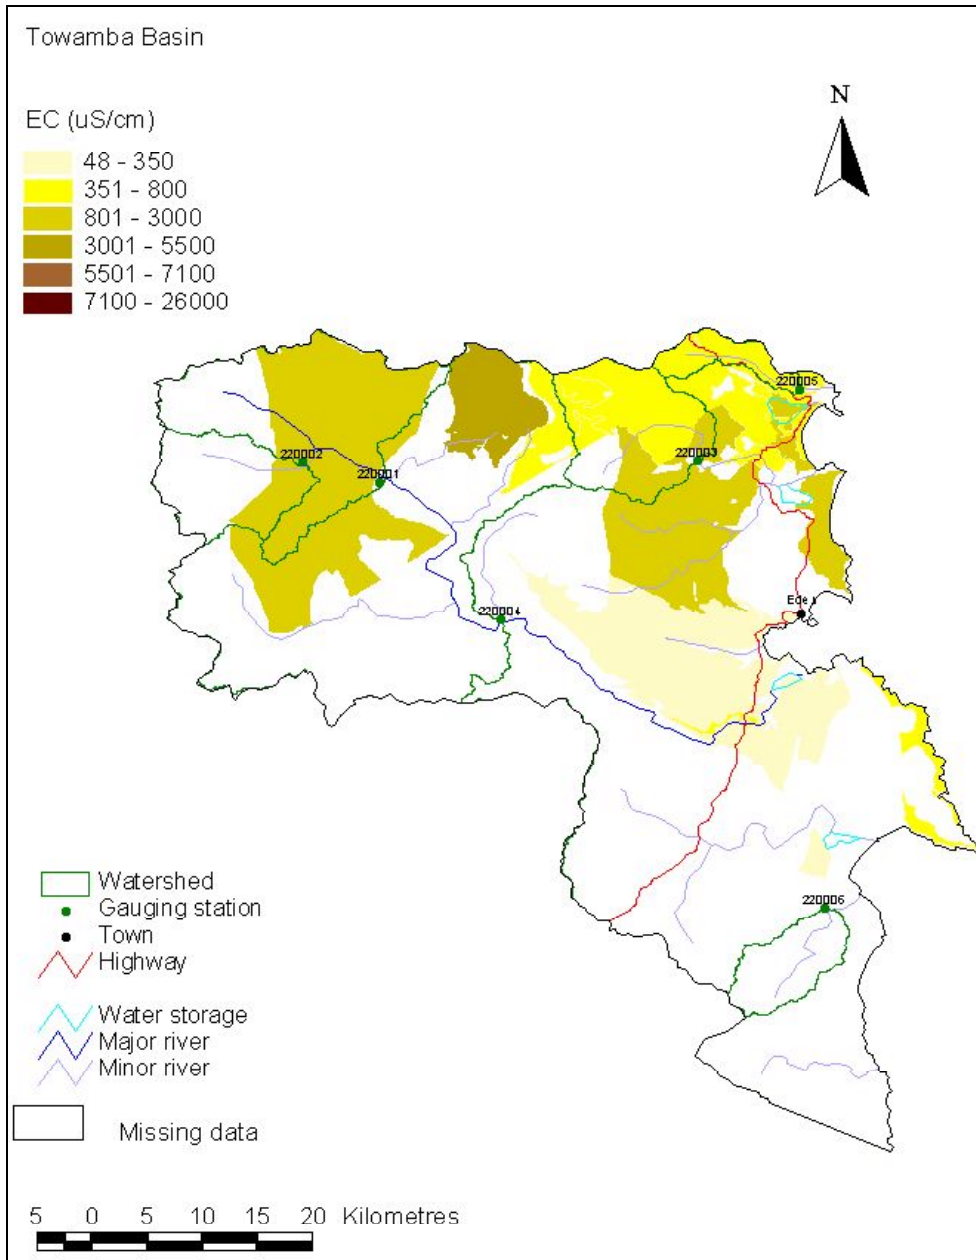 Towamba Basin
N
EC (uS/cm)
48 - 350
351 - 800
801 - 3000
3001 - 5500
5501 - 7100
7100 - 26000
220005
220002
220001
220003
220004
220006
Watershed
Gauging station
Town
Highway
Water storage
Major river
Minor river
Missing data
5 0 5 10 15 20 Kilometres